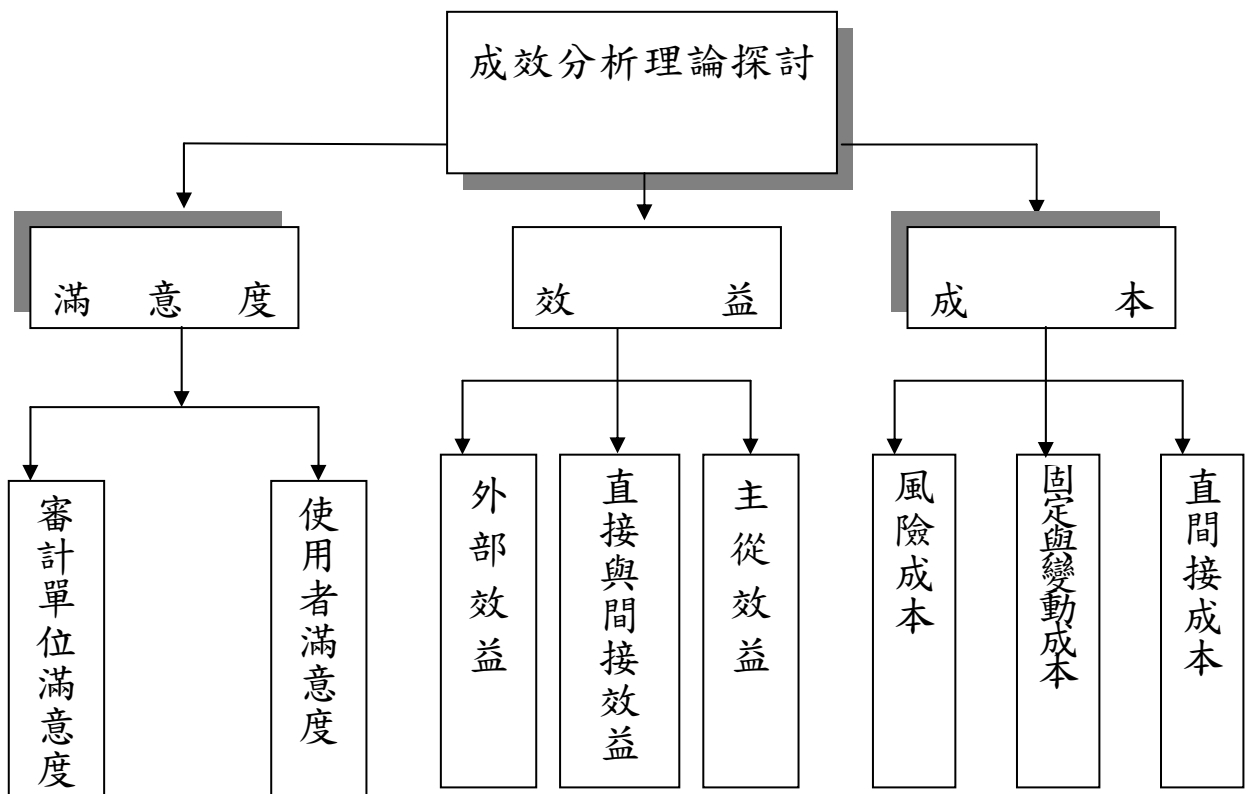 成效分析理論探討
滿意度
效益
成本
審計單位滿意度
使用者滿意度
外部效益
直接與間接效益
主從效益
風險成本
固定與變動成本
直間接成本